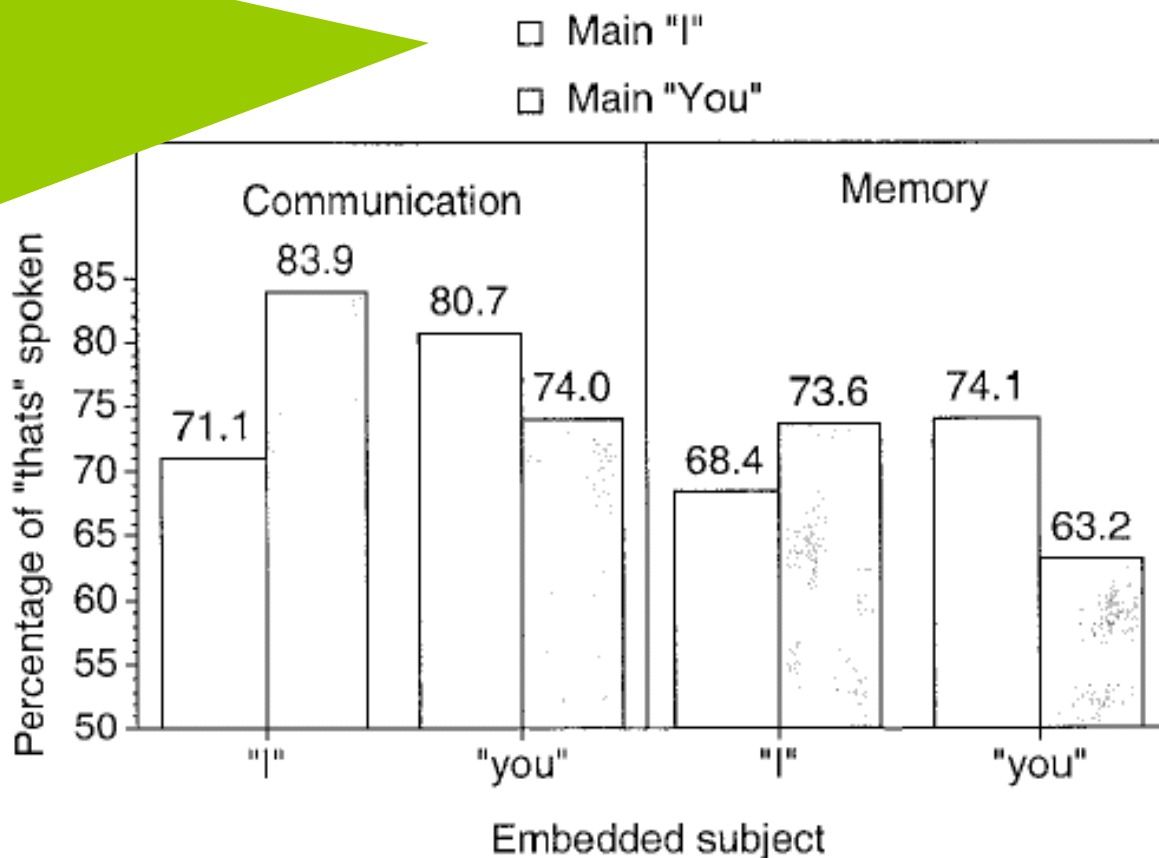 Main "I"
Main "You"
Communication
Memory
Percentage of "thats" spoken
85
80
75
70
65
60
55
50
71.1
83.9
80.7
74.0
68.4
73.6
74.1
63.2
"I"
"you"
"I"
"you"
Embedded subject